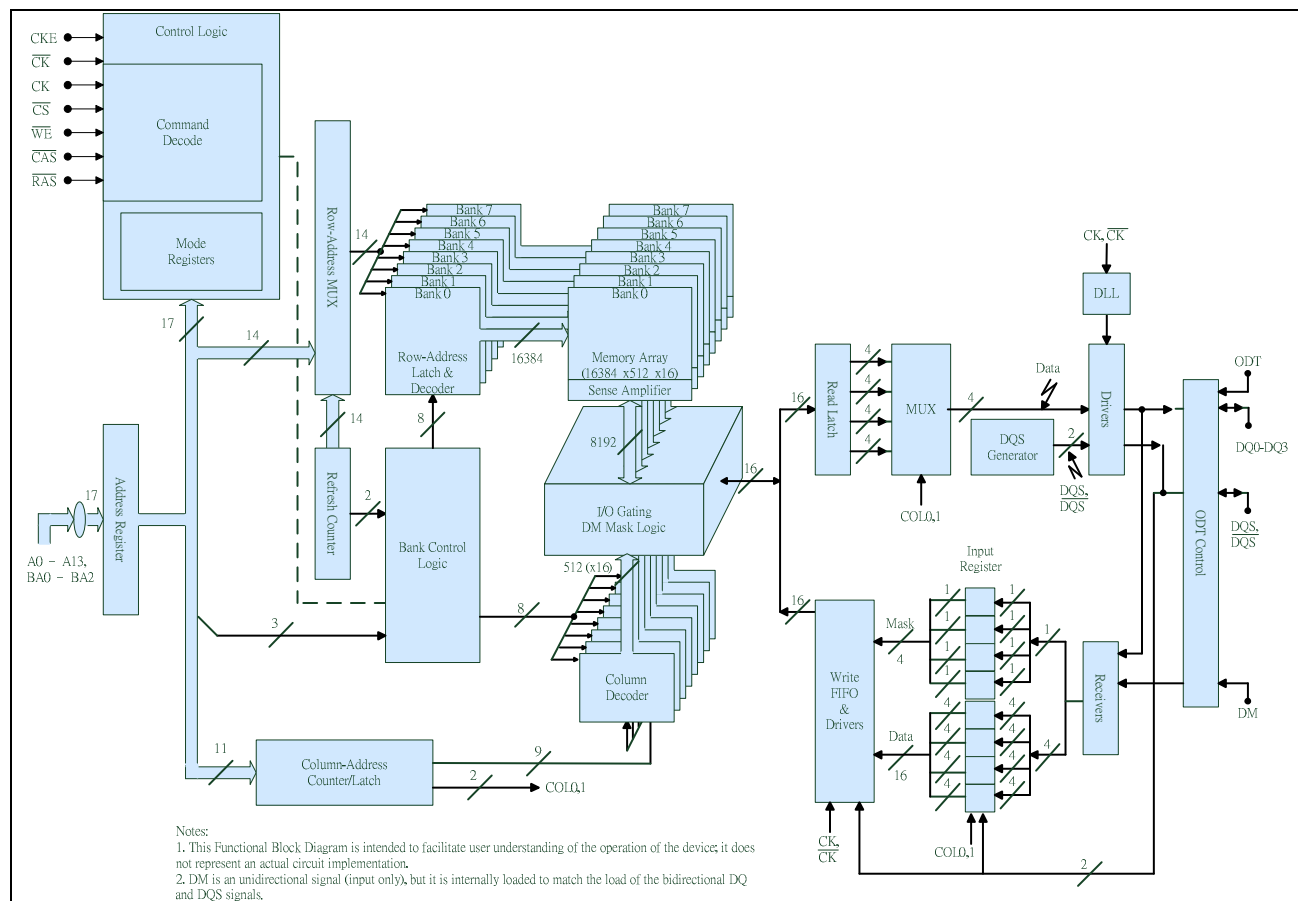 Control Logic
CKE
CK
CK
CS
WE
CAS
RAS
Command
Decode
Mode
Registers
Row-Address MUX
14
Bank 7
Bank 6
Bank 5
Bank 4
Bank 3
Bank 2
Bank 1
Bank 0
Row-Address
Latch &
Decoder
16384
Bank 7
Bank 6
Bank 5
Bank 4
Bank 3
Bank 2
Bank 1
Bank 0
Memory Array
(16384 x512 x16)
Sense Amplifier
17
14
14
8
8192
Refresh Counter
2
Bank Control
Logic
I/O Gating
DM Mask Logic
16
Address Register
17
A0 - A13,
BA0 - BA2
3
8
512 (x16)
Column
Decoder
11
Column-Address
Counter/Latch
9
2
COL0,1
16
Read Latch
4
4
4
4
MUX
COL0,1
4
Data
DQS
Generator
2
DQS,
DQS
CK, CK
DLL
Drivers
ODT Control
ODT
DQ0-DQ3
DQS,
DQS
DM
16
Write
FIFO
&
Drivers
CK,
CK
Mask
4
Data
16
Input
Register
1
1
1
1
1
1
1
1
1
4
4
4
4
4
4
4
4
4
Receivers
COL0,1
2
Notes:
1. This Functional Block Diagram is intended to facilitate user understanding of the operation of the device; it does
not represent an actual circuit implementation.
2. DM is an unidirectional signal (input only), but it is internally loaded to match the load of the bidirectional DQ
and DQS signals.